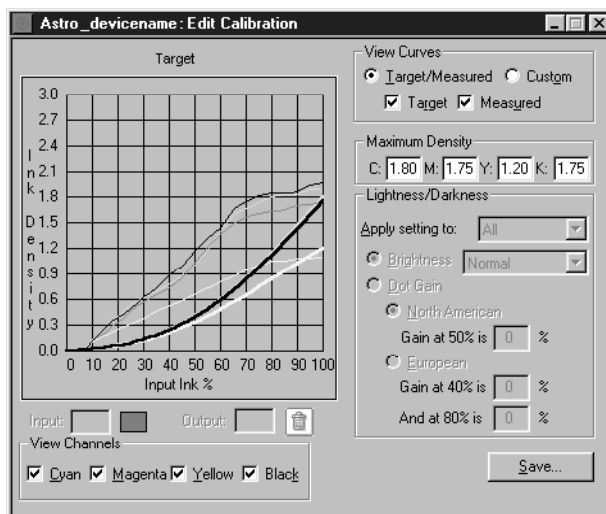 Astro_devicename: Edit Calibration
Target
3.0
2.7
2.4
2.1
1.8
1.5
1.2
0.9
0.6
0.3
0.0
Ink Density
0 10 20 30 40 50 60 70 80 90 100
Input Ink %
Input:
Output:
View Channels
Cyan Magenta Yellow Black
View Curves
Target/Measured Custom
Target Measured
Maximum Density
C: 1.80 M: 1.75 Y: 1.20 K: 1.75
Lightness/Darkness
Apply setting to: All
Brightness Normal
Dot Gain
North American
Gain at 50% is 0 %
European
Gain at 40% is 0 %
And at 80% is 0 %
Save...